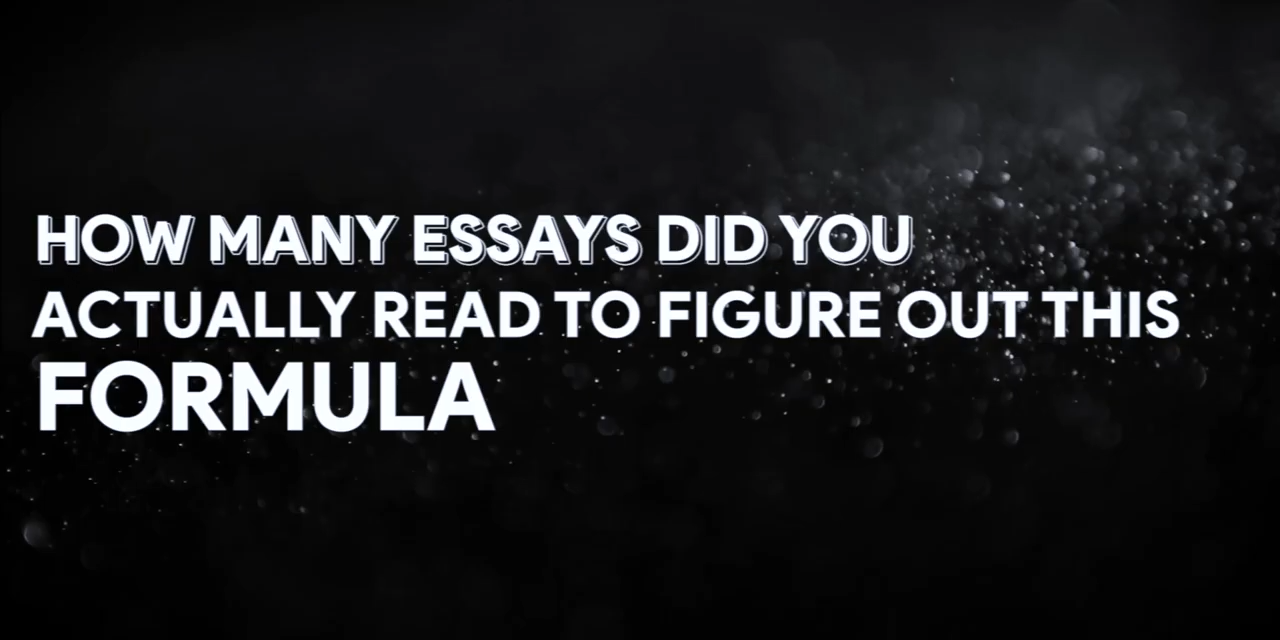 HOW MANY ESSAYS DID YOU
ACTUALLY READ TO FIGURE OUT THIS
FORMULA